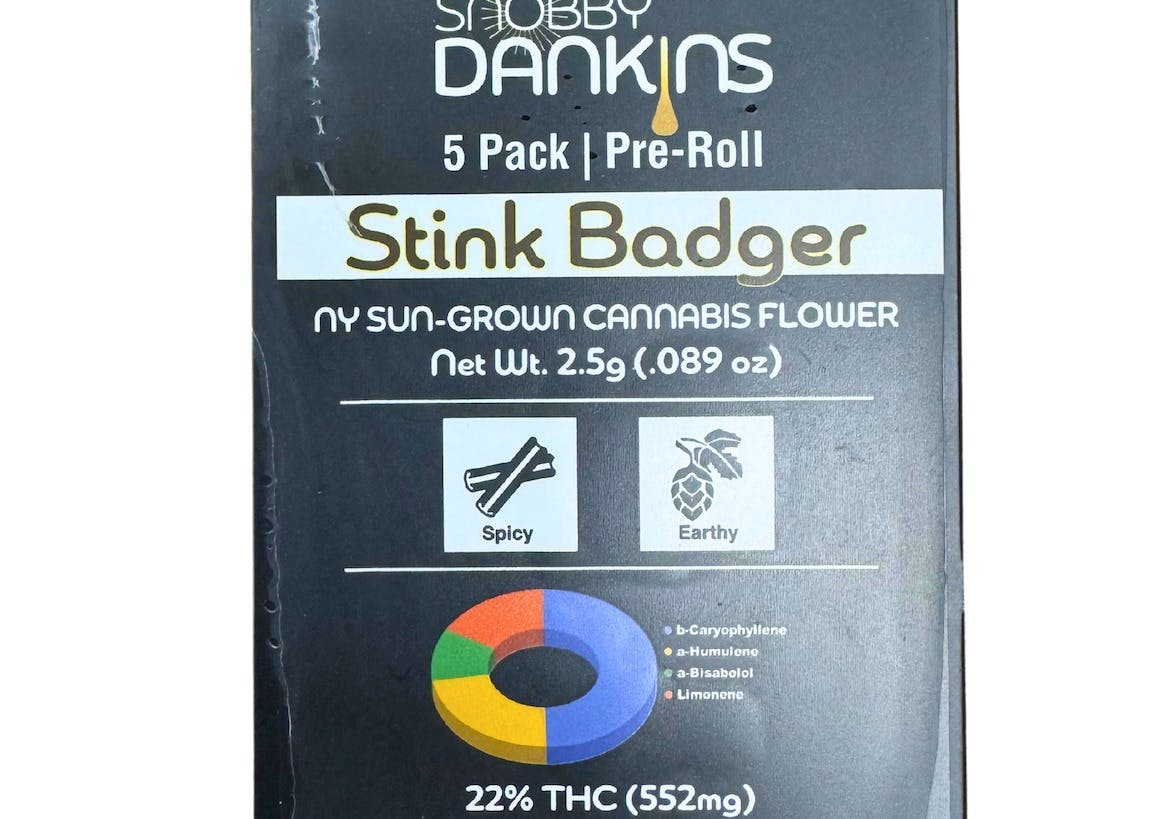 SNOBBY
DANKINS
5 Pack | Pre-Roll
Stink Badger
NY SUN-GROWN CANNABIS FLOWER
Net Wt. 2.5g (.089 oz)
Spicy
Earthy
b-Caryophyllene
a-Humulene
a-Bisabolol
Limonene
22% THC (552mg)